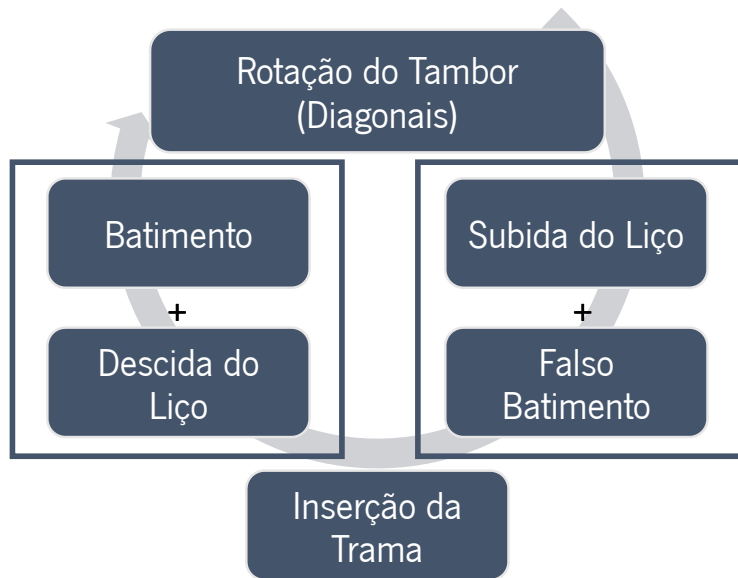 Rotação do Tambor
(Diagonais)
Batimento
+
Descida do
Liço
Subida do Liço
+
Falso
Batimento
Inserção da
Trama